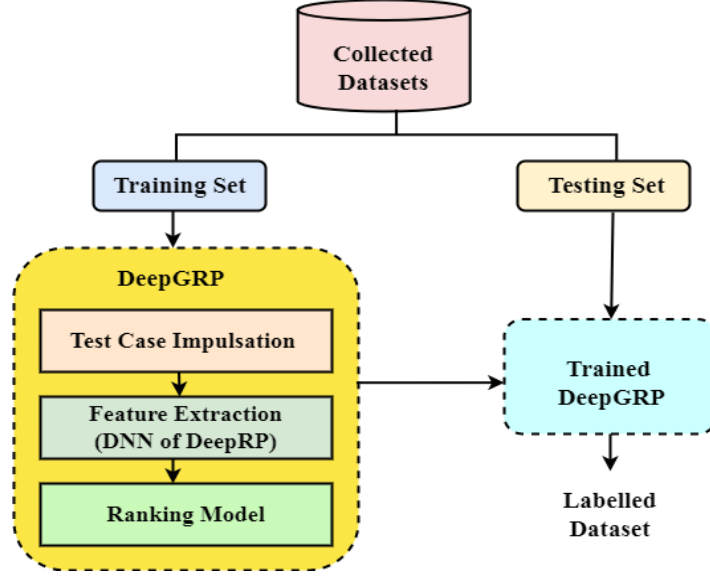 Collected
Datasets
Training Set
Testing Set
DeepGRP
Test Case Impulsation
Feature Extraction
(DNN of DeepRP)
Ranking Model
Trained
DeepGRP
Labelled
Dataset